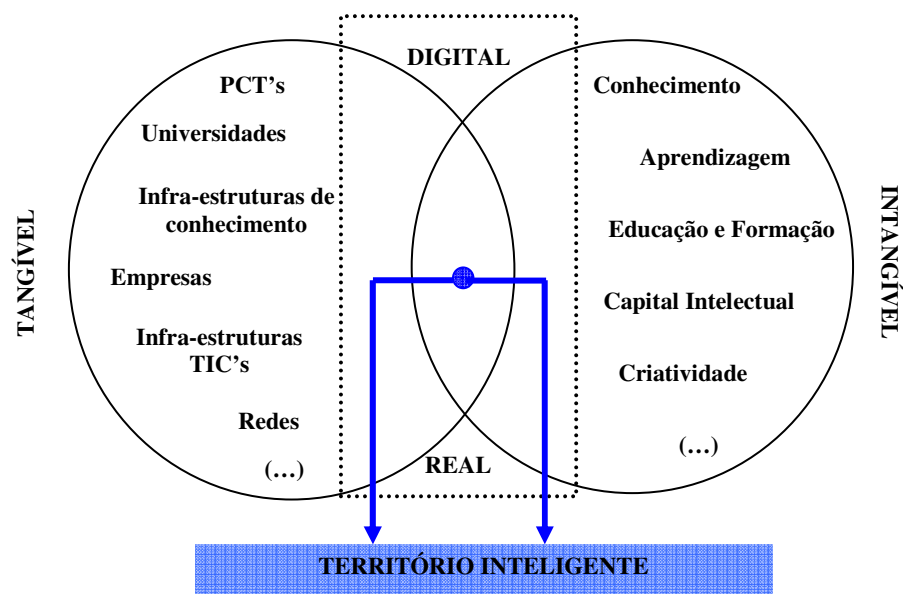 DIGITAL
PCT’s
Universidades
Infra-estruturas de
conhecimento
Empresas
Infra-estruturas
TIC’s
Redes
(…)
TANGÍVEL
Conhecimento
Aprendizagem
Educação e Formação
Capital Intelectual
Criatividade
(…)
INTANGÍVEL
REAL
TERRITÓRIO INTELIGENTE